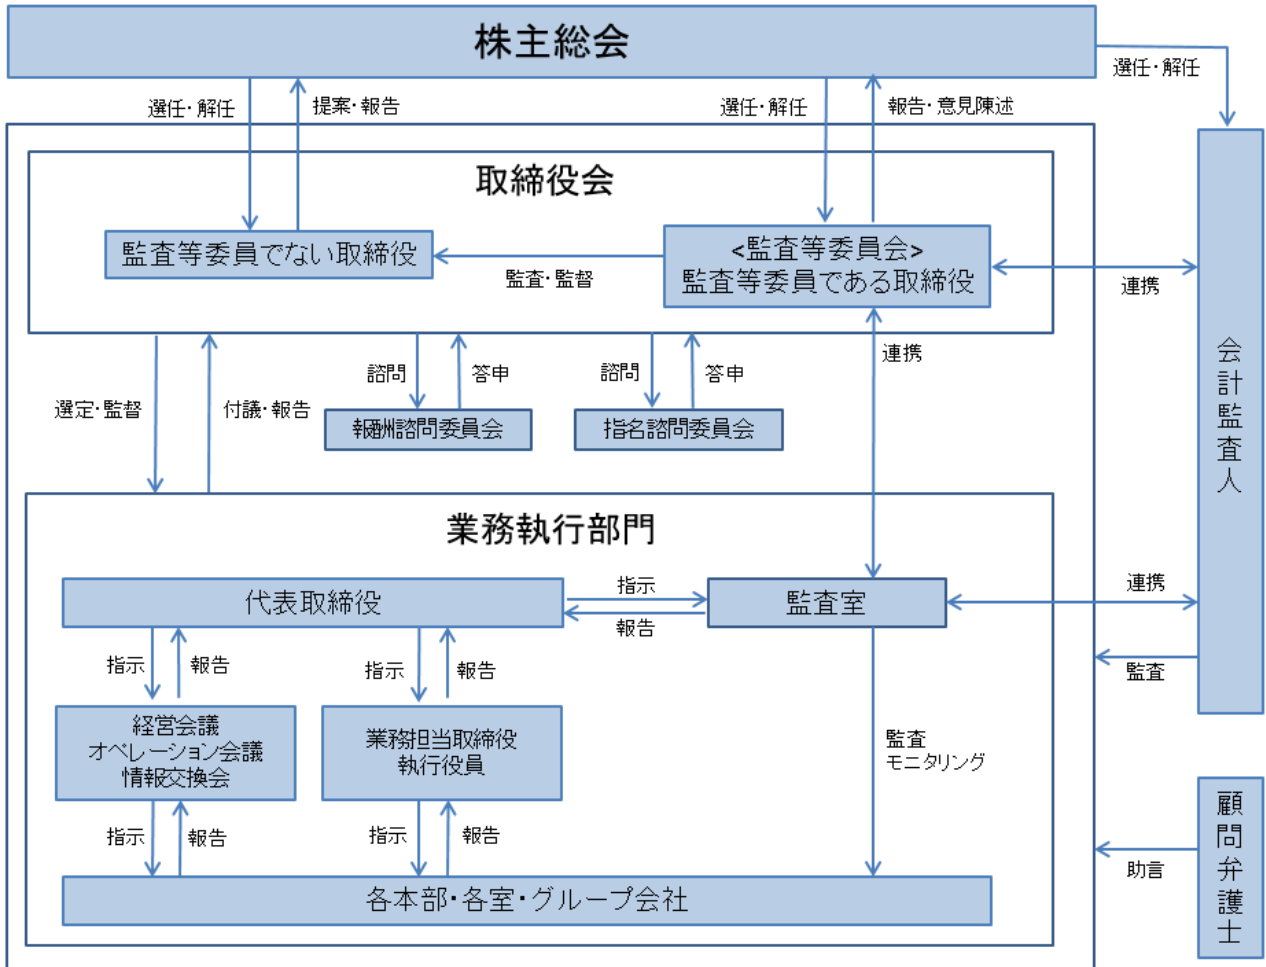 株主総会
選任・解任
選任・解任
提案・報告
選任・解任
報告・意見陳述
取締役会
監査等委員でない取締役
監査・監督
<監査等委員会>
監査等委員である取締役
連携
連携
会計監査人
選定・監督
付議・報告
諮問
答申
諮問
答申
報酬諮問委員会
指名諮問委員会
業務執行部門
代表取締役
指示
報告
監査室
連携
監査
指示
報告
指示
報告
経営会議
オペレーション会議
情報交換会
業務担当取締役
執行役員
監査
モニタリング
指示
報告
指示
報告
各本部・各室・グループ会社
顧問弁護士
助言